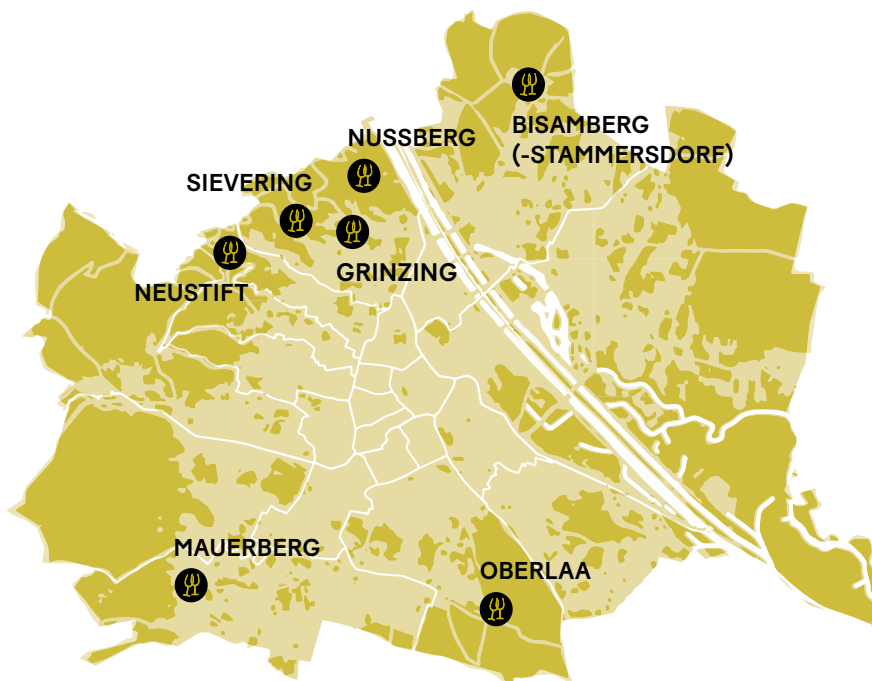 NUSSBERG
BISAMBERG
(-STAMMERSDORF)
SIEVERING
GRINZING
NEUSTIFT
MAUERBERG
OBERLAA